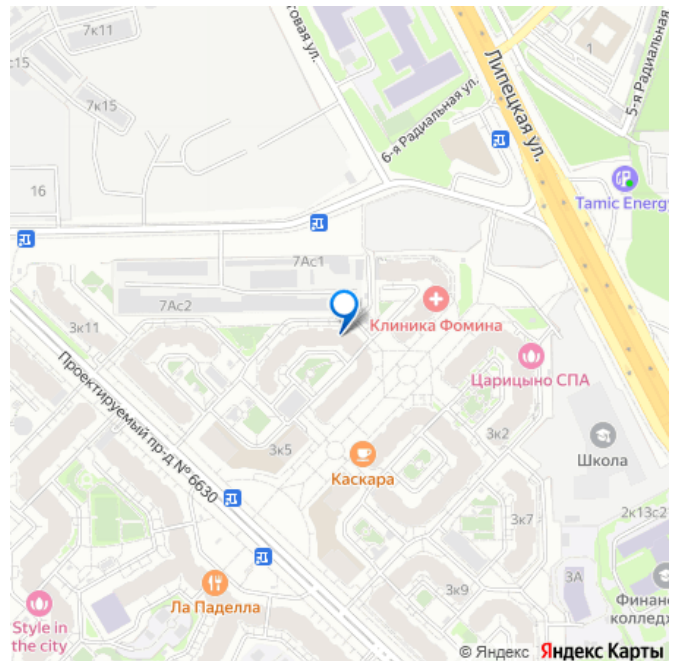 7к11
с15
7к15
16
товая ул.
6-я Радиальная ул.
Липецкая ул.
1
5-я Радиальная
Tamic Energy
7Ас1
7Ас2
3к11
Клиника Фомина
Царицыно СПА
Проектируемый пр-д № 6630
3к5
3к2
Каскара
Школа
3к7
2к13с2
3А
3к9
Финанс
колледж
Ла Паделла
Style in
the city
© Яндекс Яндекс Карты